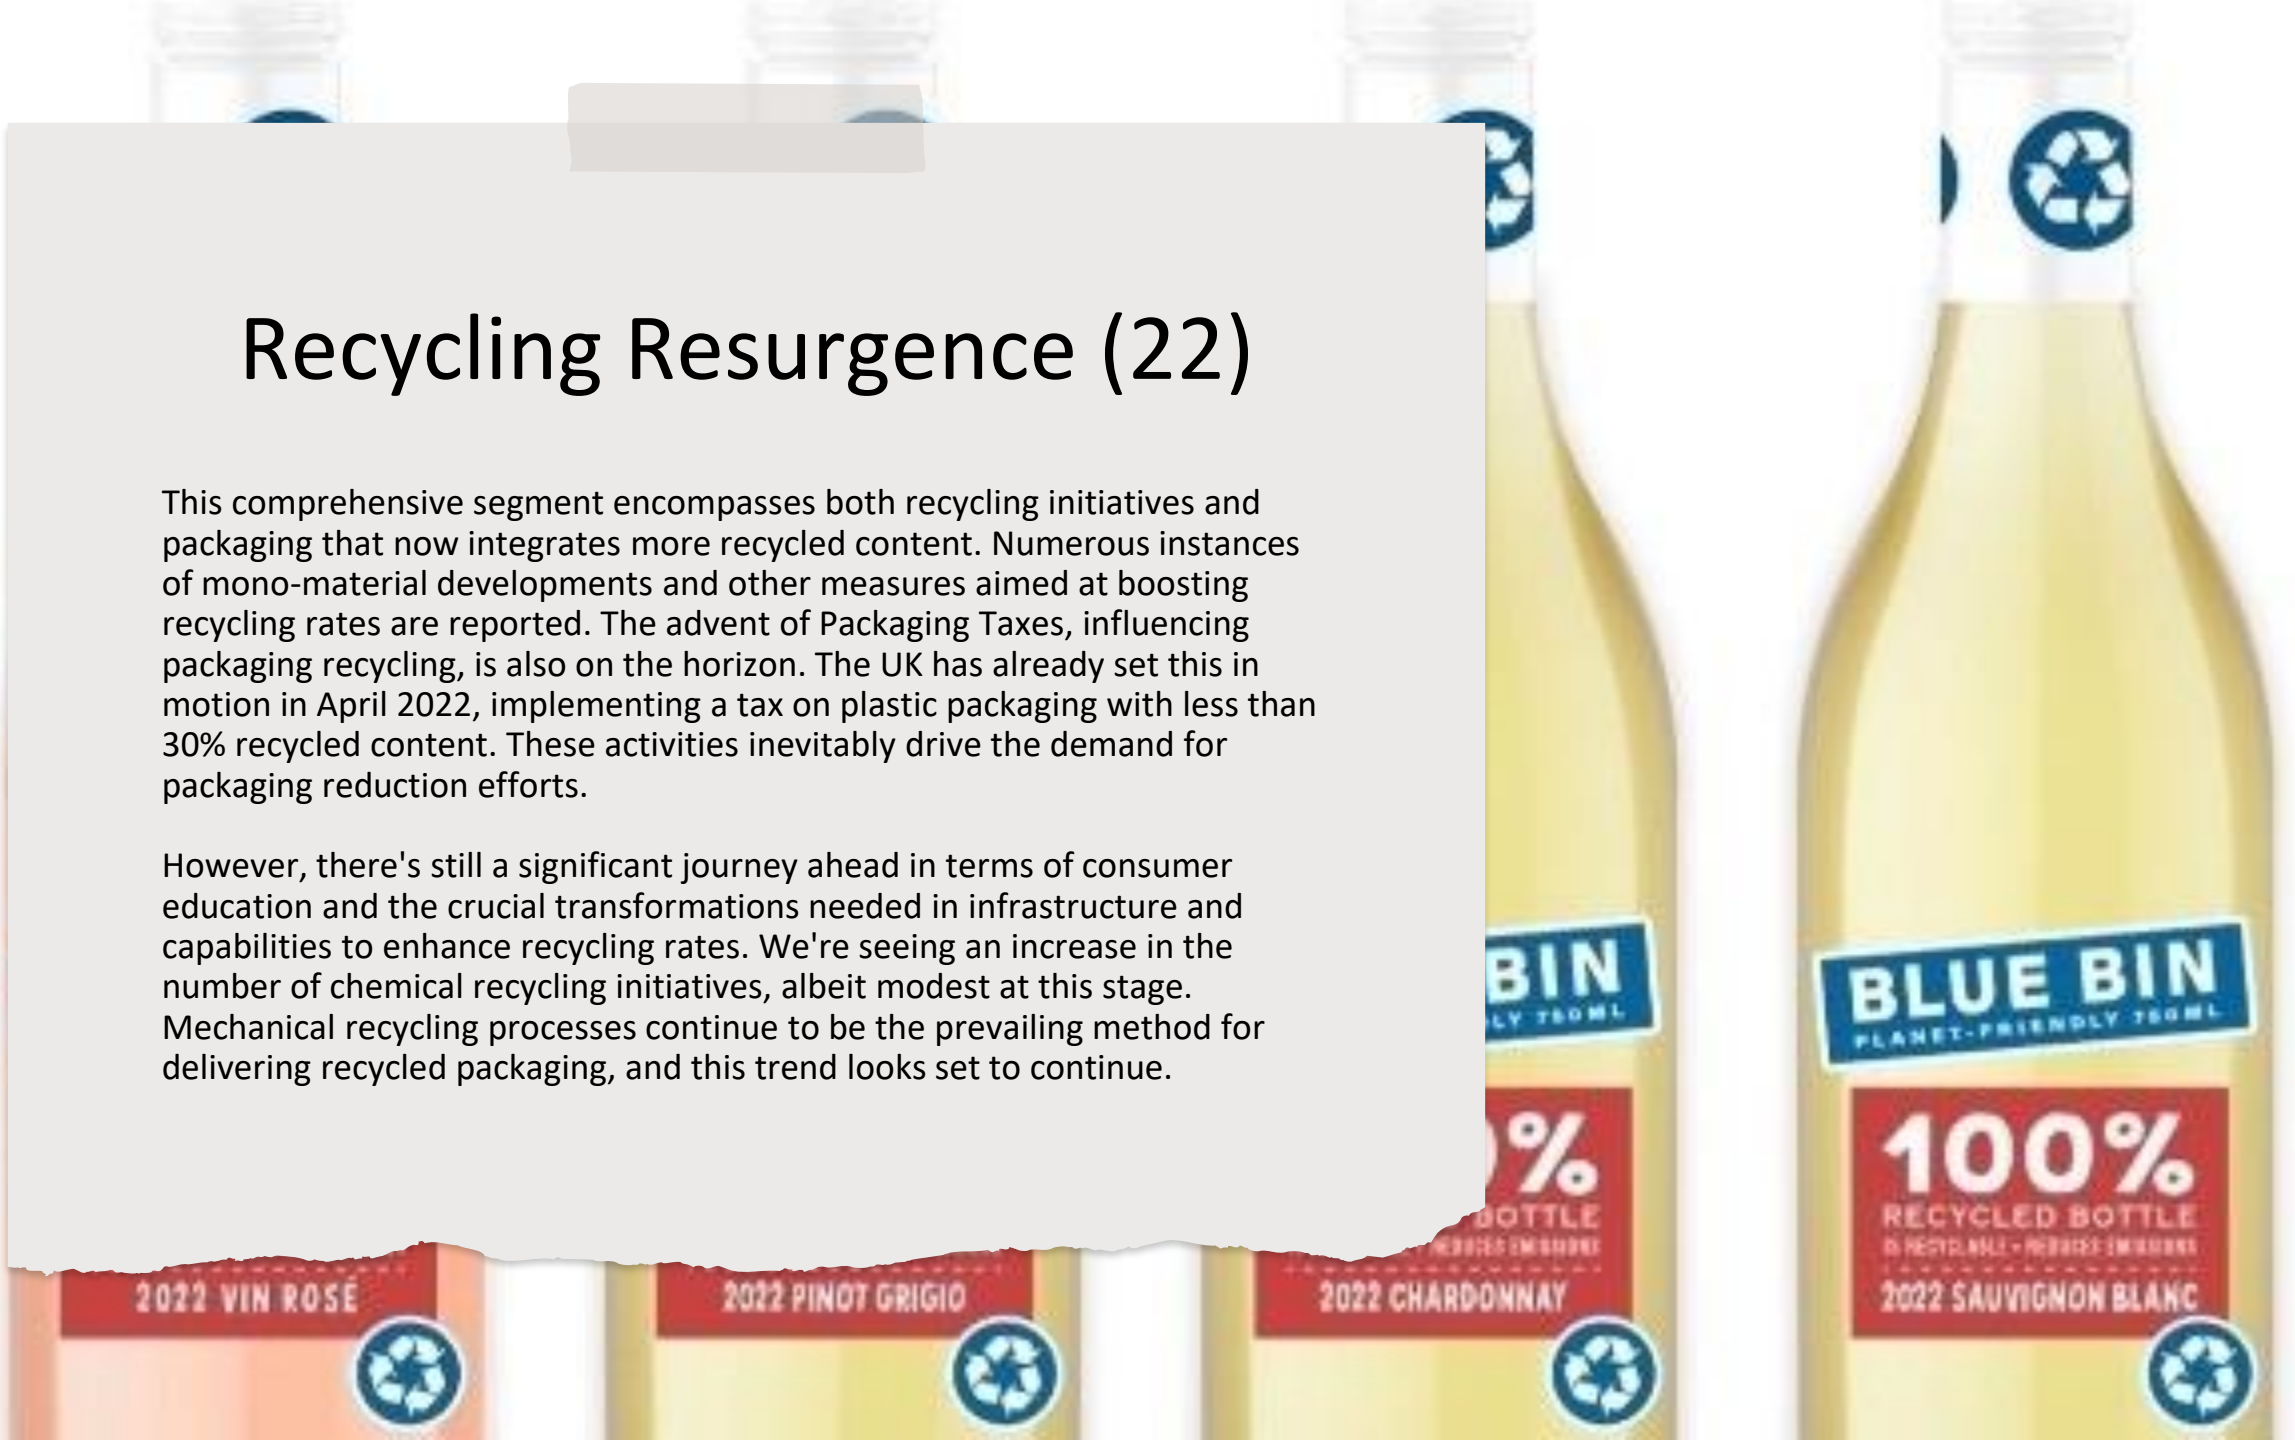 Recycling Resurgence (22)
This comprehensive segment encompasses both recycling initiatives and
packaging that now integrates more recycled content. Numerous instances
of mono-material developments and other measures aimed at boosting
recycling rates are reported. The advent of Packaging Taxes, influencing
packaging recycling, is also on the horizon. The UK has already set this in
motion in April 2022, implementing a tax on plastic packaging with less than
30% recycled content. These activities inevitably drive the demand for
packaging reduction efforts.
However, there's still a significant journey ahead in terms of consumer
education and the crucial transformations needed in infrastructure and
capabilities to enhance recycling rates. We're seeing an increase in the
number of chemical recycling initiatives, albeit modest at this stage.
Mechanical recycling processes continue to be the prevailing method for
delivering recycled packaging, and this trend looks set to continue.
2022 VIN ROSÉ
2022 PINOT GRIGIO
BIN
LY 750ML
%
BOTTLE
REDUCES EMISSIONS
2022 CHARDONNAY
BLUE BIN
PLANET-FRIENDLY 750ML
100%
RECYCLED BOTTLE
IS RECYCLABLE • REDUCES EMISSIONS
2022 SAUVIGNON BLANC